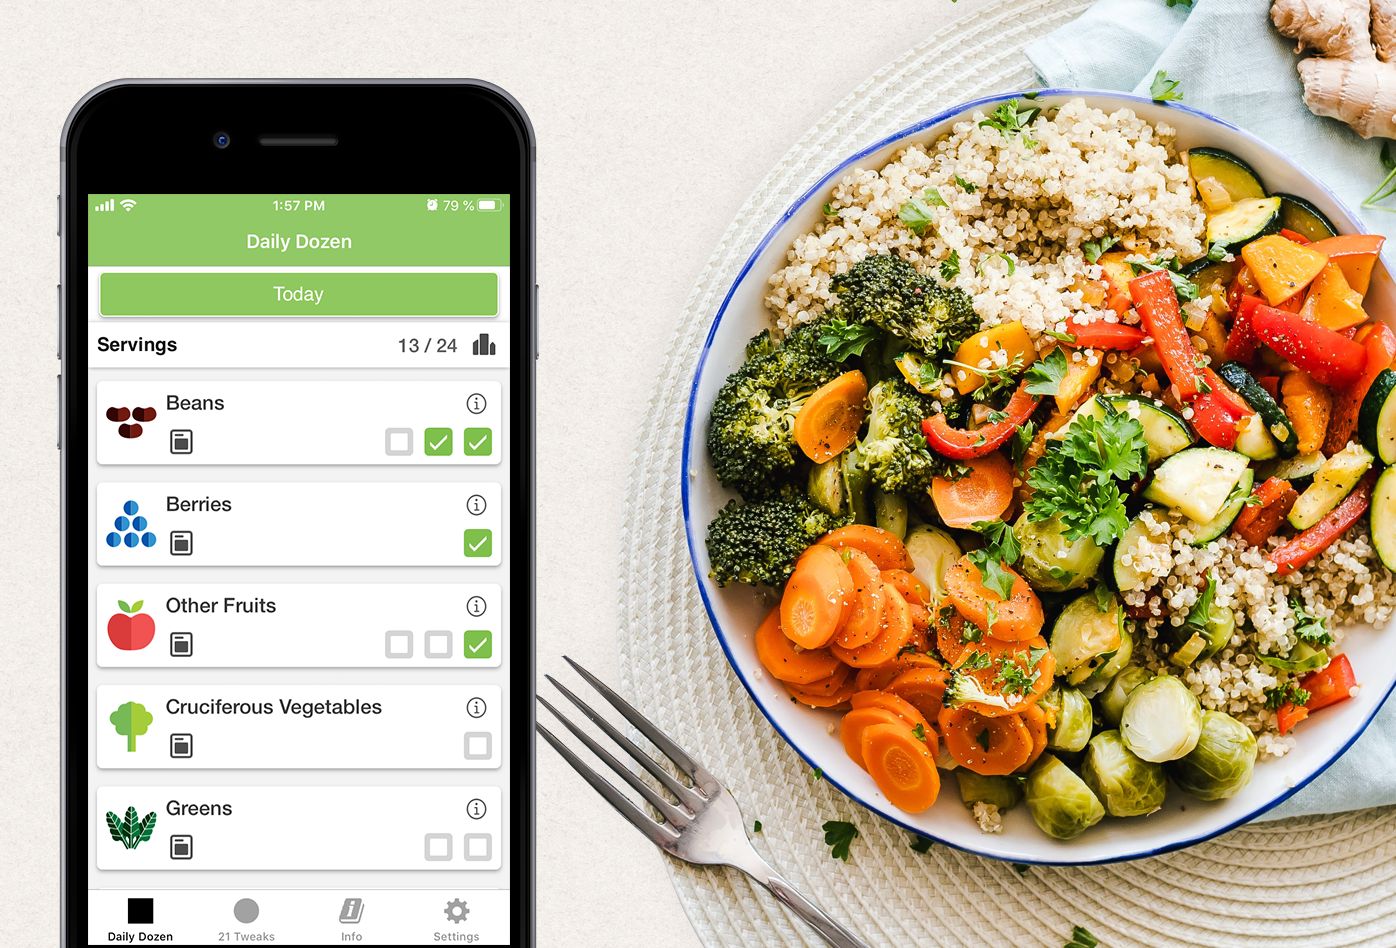 1:57 PM
79 %
Daily Dozen
Today
Servings
13 / 24
Beans
Berries
Other Fruits
Cruciferous Vegetables
Greens
Daily Dozen
21 Tweaks
Info
Settings